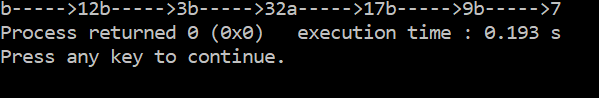 b----->12b----->3b----->32a----->17b----->9b----->7
Process returned 0 (0x0)   execution time : 0.193 s
Press any key to continue.